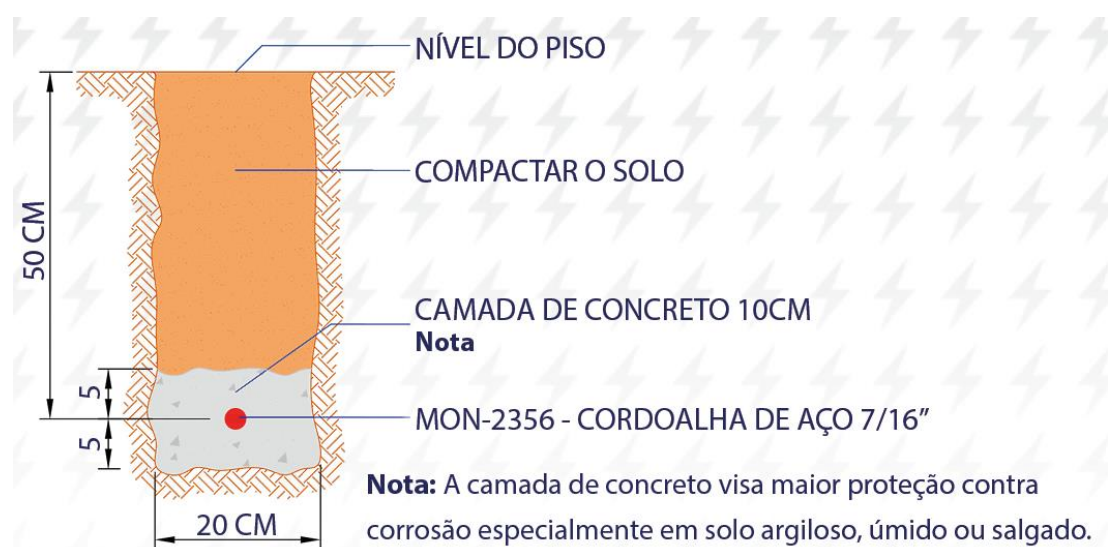 NÍVEL DO PISO
COMPACTAR O SOLO
50 CM
CAMADA DE CONCRETO 10CM
Nota
5
MON-2356 - CORDOALHA DE AÇO 7/16”
5
Nota: A camada de concreto visa maior proteção contra
corrosão especialmente em solo argiloso, úmido ou salgado.
20 CM